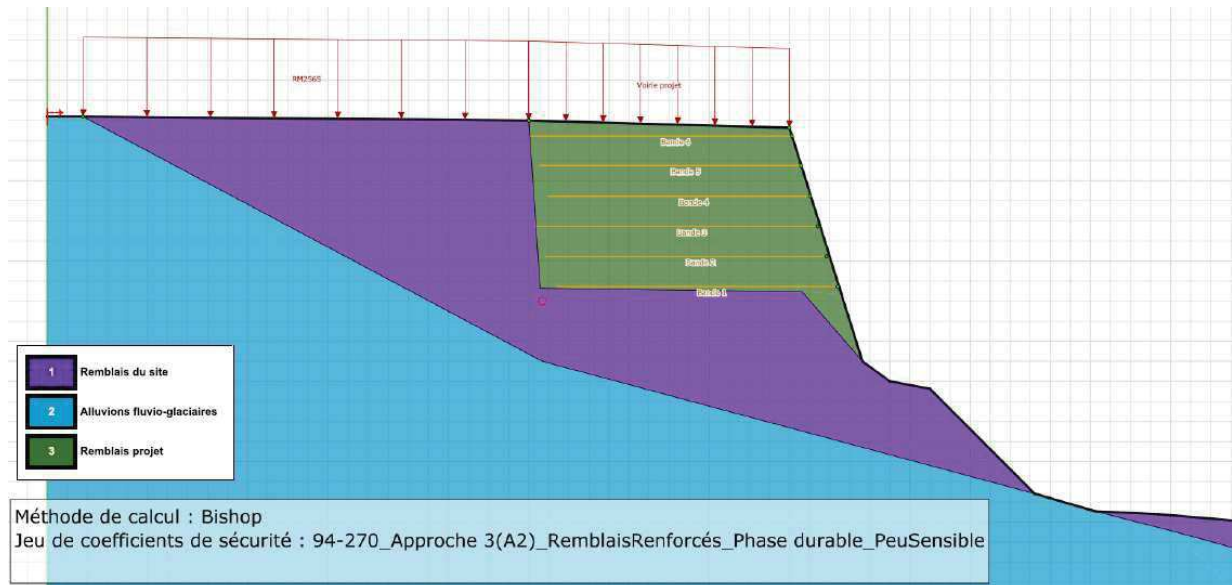 RM2565
Voirie projet
Bande 6
Bande 5
Bande 4
Bande 3
Bande 2
Bande 1
1 Remblais du site
2 Alluvions fluvio-glaciaires
3 Remblais projet
Méthode de calcul : Bishop
Jeu de coefficients de sécurité : 94-270_Approche 3(A2)_RemblaisRenforcés_Phase durable_PeuSensible